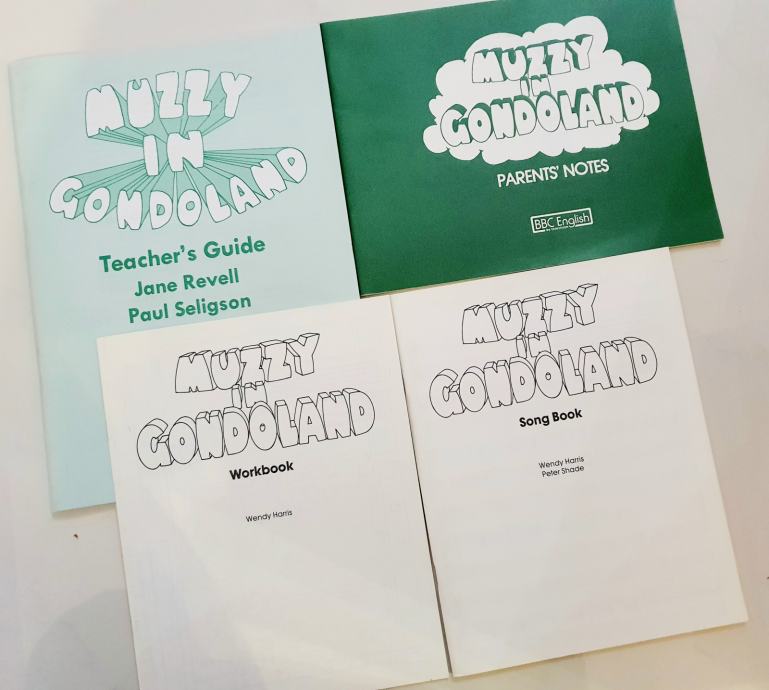 MUZZY
IN
GONDOLAND
Teacher's Guide
Jane Revell
Paul Seligson
MUZZY
IN
GONDOLAND
PARENTS' NOTES
BBC English
MUZZY
IN
GONDOLAND
Workbook
Wendy Harris
MUZZY
IN
GONDOLAND
Song Book
Wendy Harris
Peter Shade